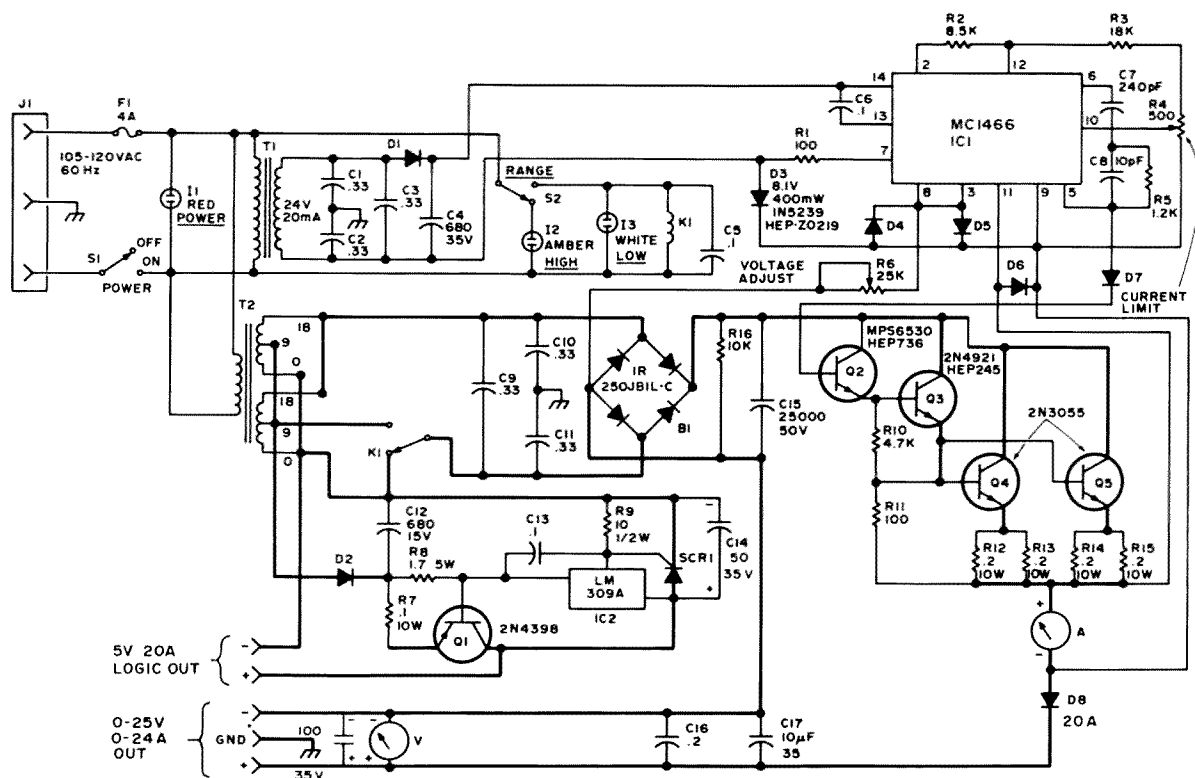 J1
F1
4A
105-120VAC
60 Hz
I1
RED
POWER
S1
OFF
ON
POWER
T1
24V
20mA
C1
.33
C2
.33
D1
C3
.33
C4
680
35V
RANGE
S2
I2
AMBER
HIGH
I3
WHITE
LOW
K1
C5
.1
R2
8.5K
R3
18K
2
12
14
6
C7
240pF
C6
.1
13
MC1466
IC1
10
R4
500
R1
100
7
C8
10pF
8
3
11
9
5
R5
1.2K
D3
8.1V
400mW
1N5239
HEP-Z0219
D4
D5
R6
25K
VOLTAGE
ADJUST
D6
D7
CURRENT
LIMIT
T2
18
9
0
18
9
0
K1
C9
.33
C10
.33
C11
.33
IR
250JB1L-C
B1
R16
10K
C15
25000
50V
MPS6530
HEP736
Q2
2N4921
HEP245
Q3
2N3055
R10
4.7K
Q4
Q5
R11
100
R12
.2
10W
R13
.2
10W
R14
.2
10W
R15
.2
10W
C12
680
15V
C13
.1
R9
10
1/2W
C14
50
35V
SCR1
D2
R8
1.7 5W
LM
309A
IC2
R7
.1
10W
Q1
2N4398
+
A
-
D8
20A
5V 20A
LOGIC OUT
-
+
0-25V
0-24A
OUT
-
GND
+
100
35V
V
C16
.2
C17
10µF
35